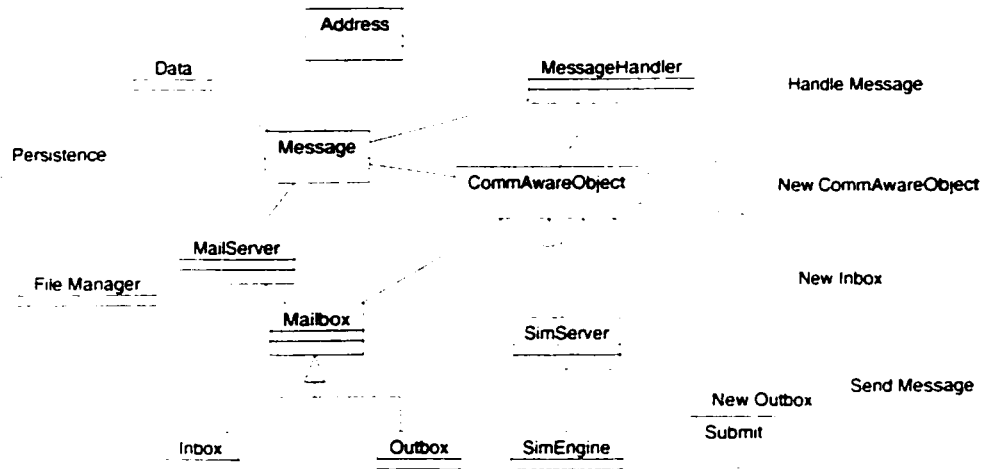 Address
Data
MessageHandler
Handle Message
Message
Persistence
CommAwareObject
New CommAwareObject
MailServer
File Manager
New Inbox
Mailbox
SimServer
Send Message
New Outbox
Submit
Inbox
Outbox
SimEngine